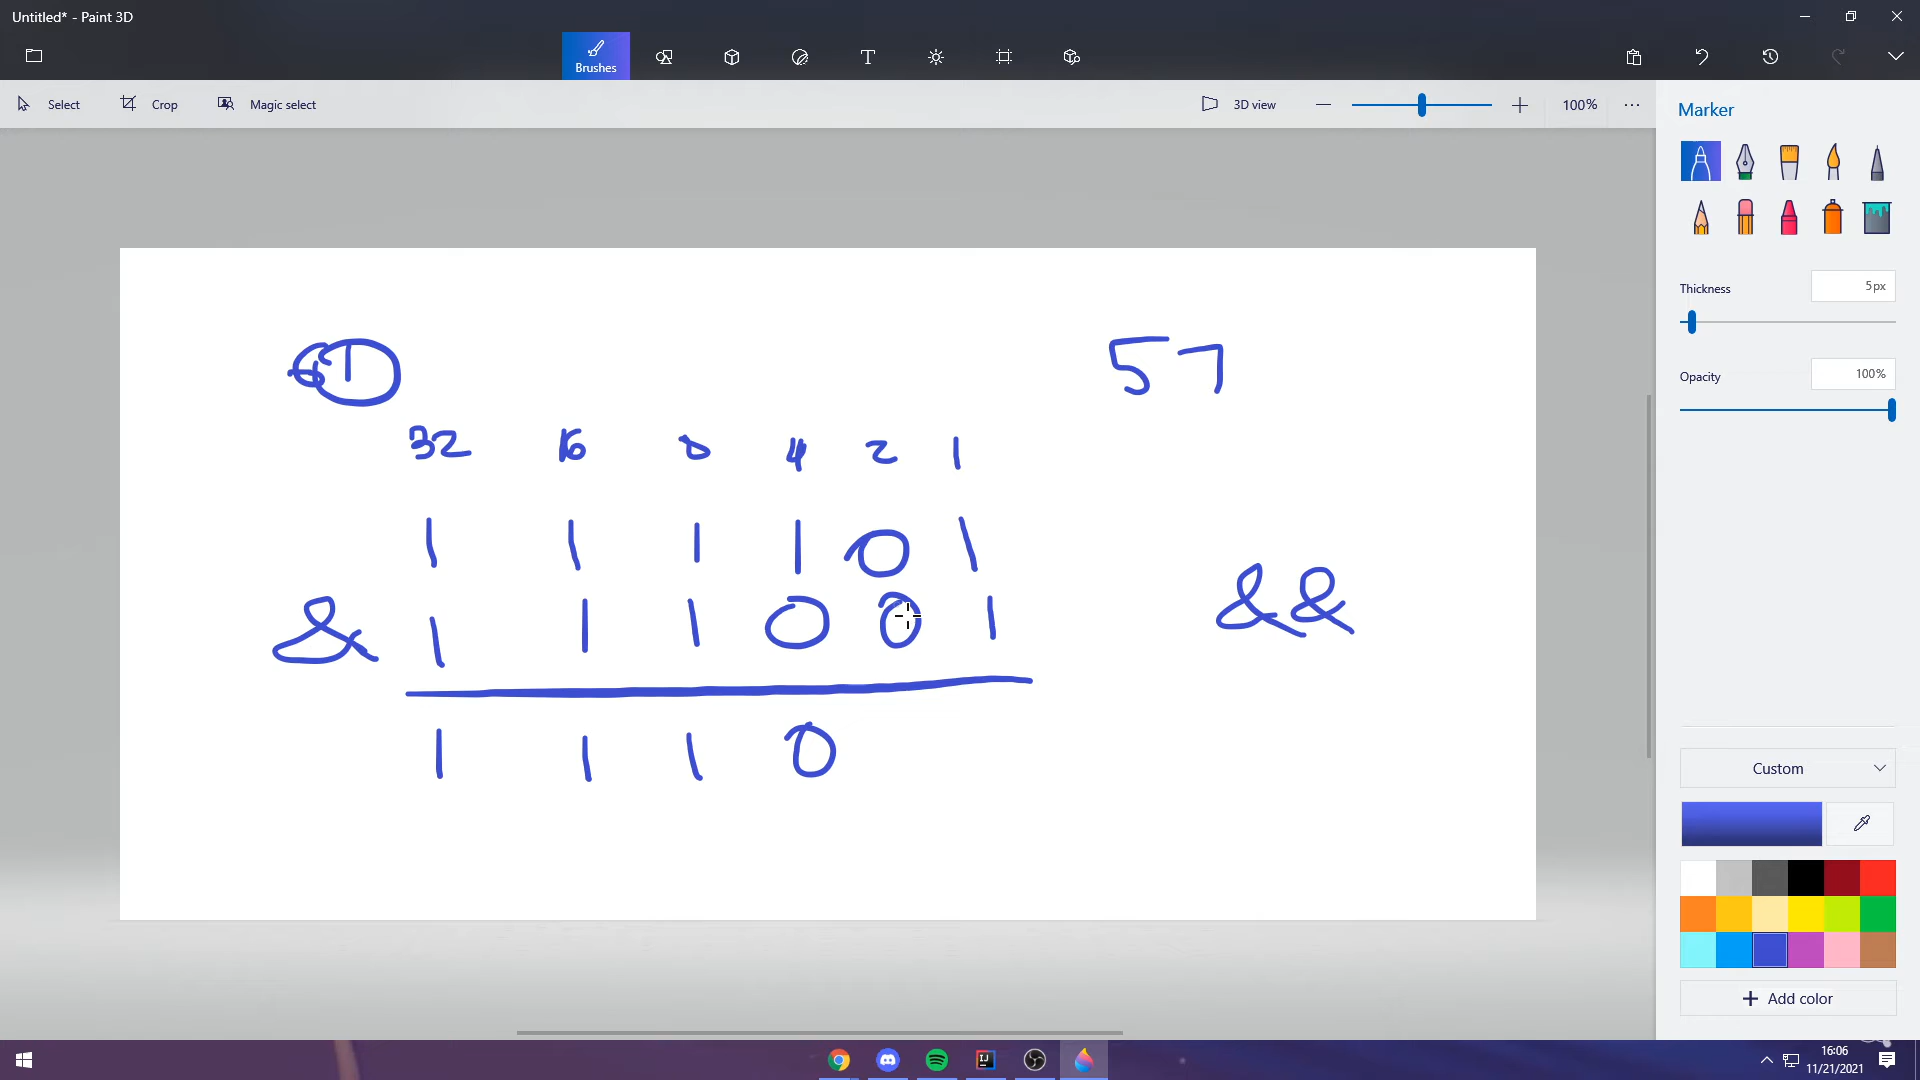 Untitled* - Paint 3D
Brushes
Select
Crop
Magic select
3D view
100%
Marker
Thickness
5px
Opacity
100%
61
57
32 16 8 4 2 1
1 1 1 1 0 1
& 1 1 1 0 0 1
&&
1 1 1 0
Custom
Add color
16:06
11/21/2021